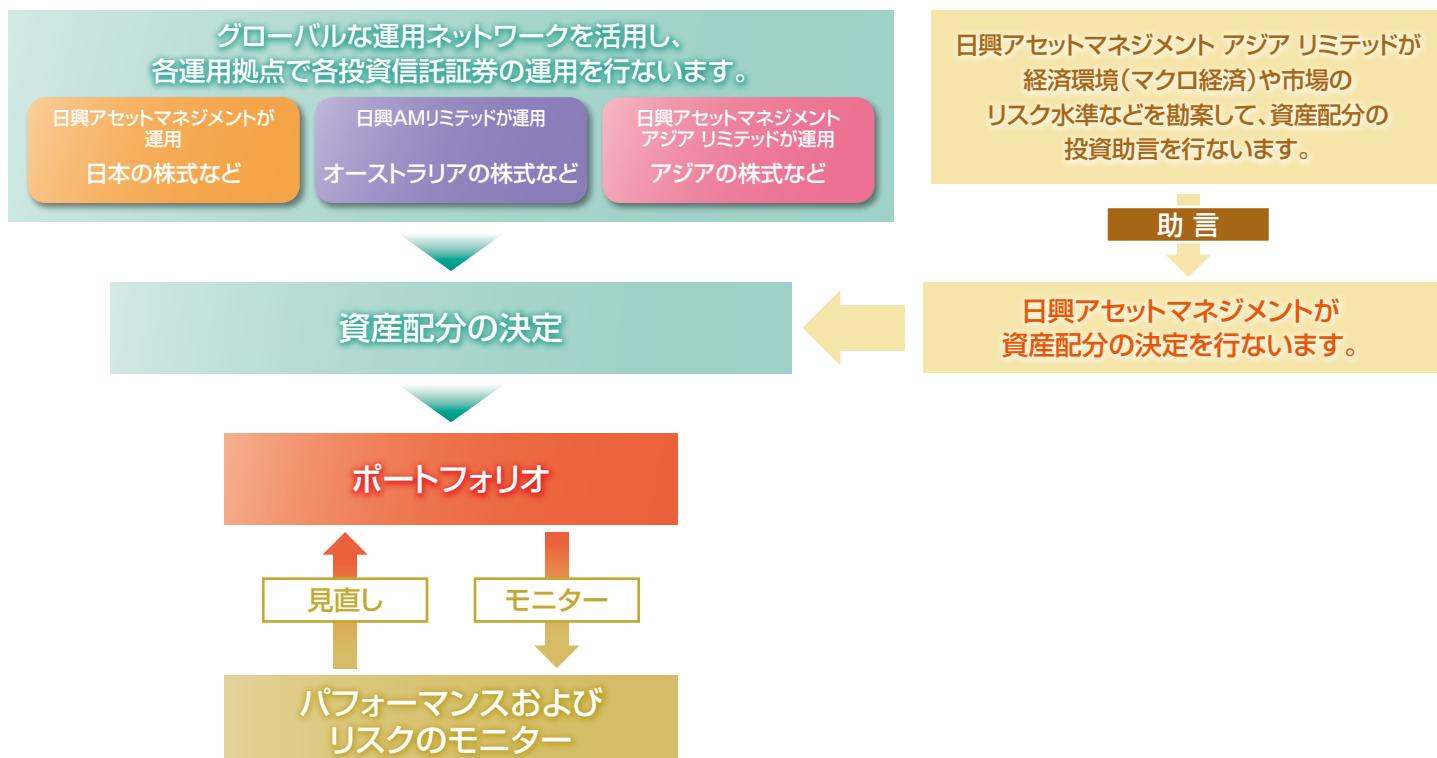 グローバルな運用ネットワークを活用し、
各運用拠点で各投資信託証券の運用を行ないます。
日興アセットマネジメントが
運用
日本の株式など
日興AMリミテッドが運用
オーストラリアの株式など
日興アセットマネジメント
アジア リミテッドが運用
アジアの株式など
日興アセットマネジメント アジア リミテッドが
経済環境（マクロ経済）や市場の
リスク水準などを勘案して、資産配分の
投資助言を行ないます。
助 言
日興アセットマネジメントが
資産配分の決定を行ないます。
資産配分の決定
ポートフォリオ
見直し
モニター
パフォーマンスおよび
リスクのモニター